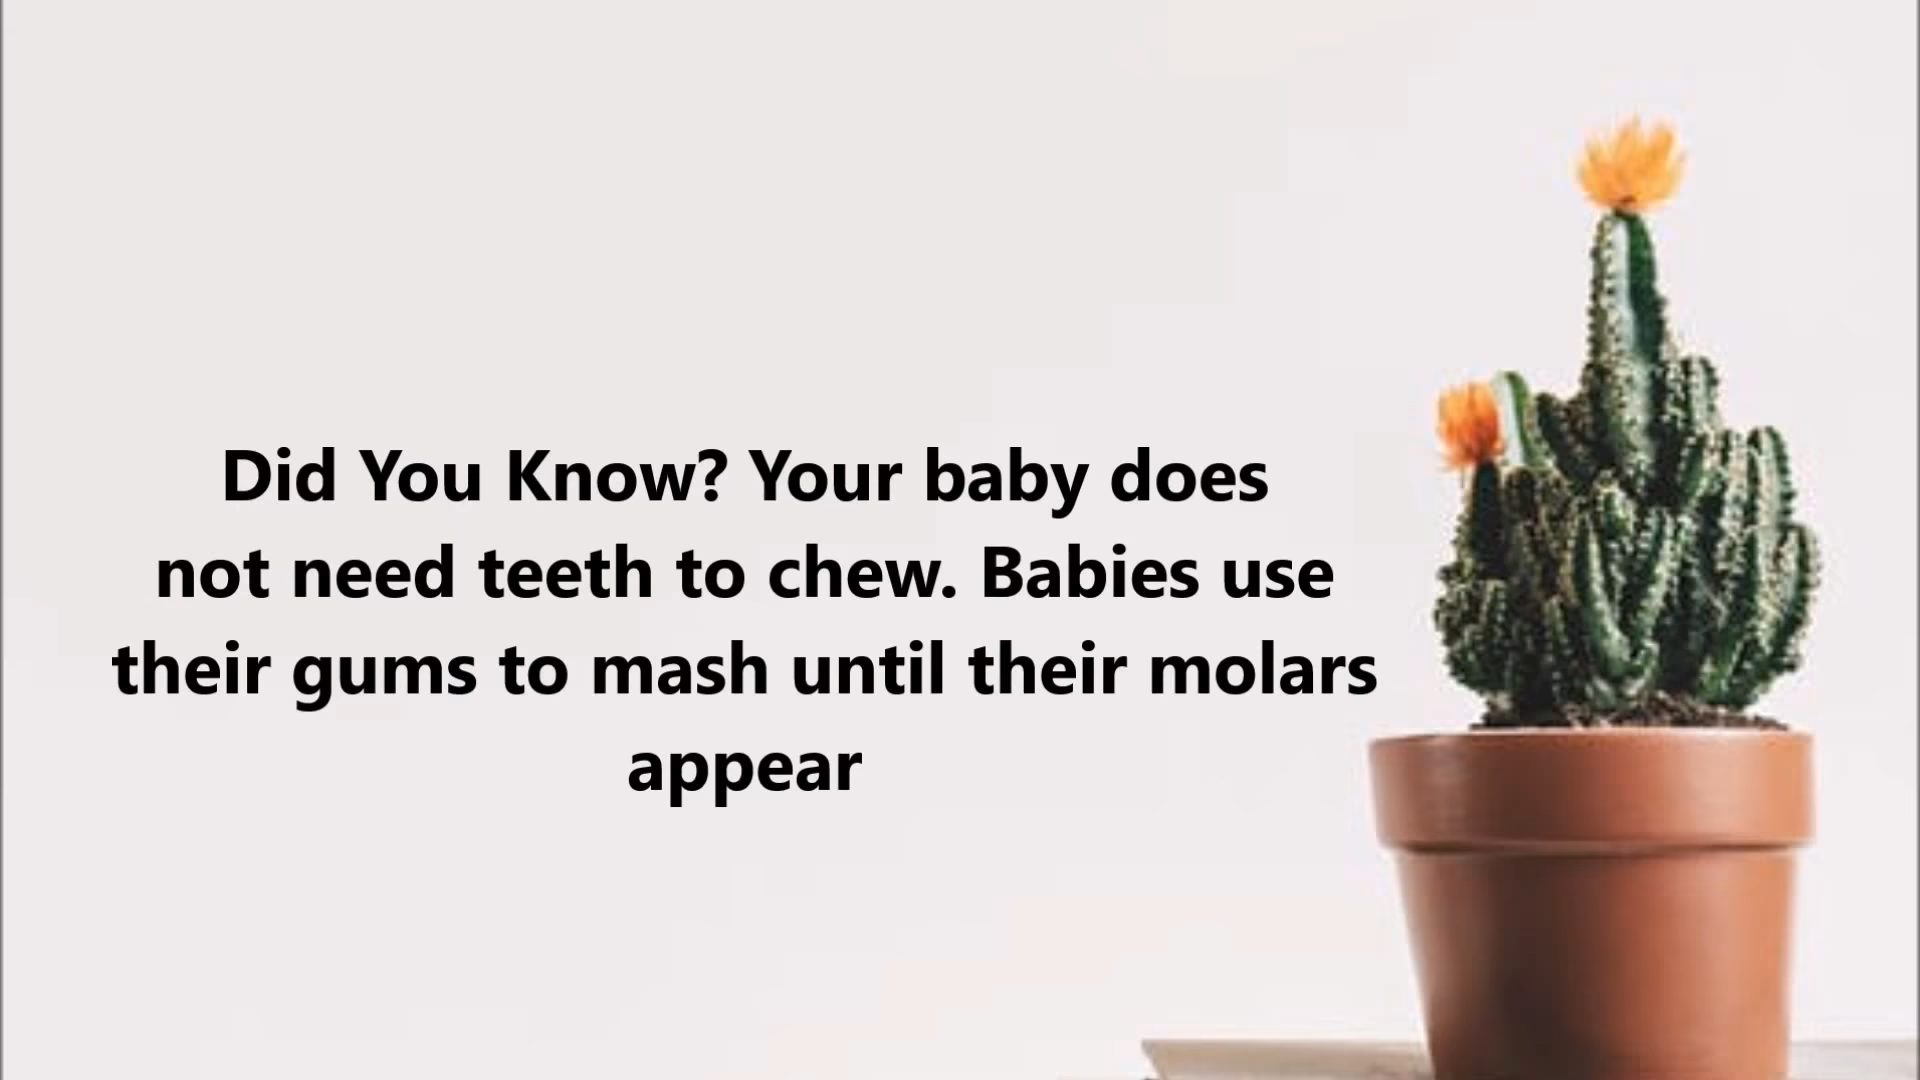 Did You Know? Your baby does
not need teeth to chew. Babies use
their gums to mash until their molars
appear